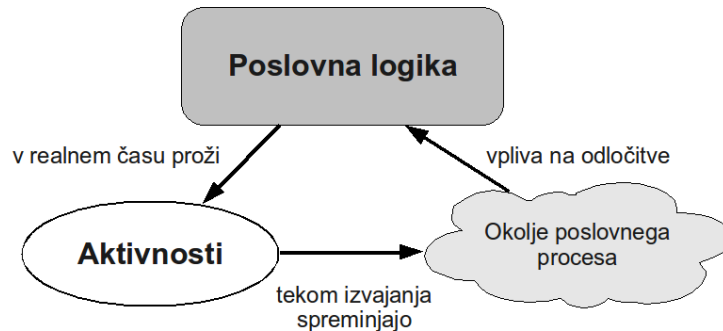 Poslovna logika
v realnem času proži
vpliva na odločitve
Aktivnosti
Okolje poslovnega
procesa
tekom izvajanja
spreminjajo